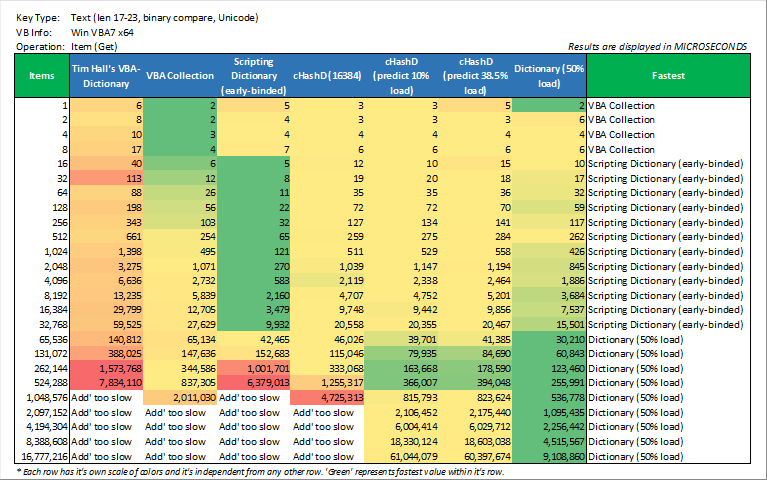 Key Type: Text (len 17-23, binary compare, Unicode)
VB Info: Win VBA7 x64
Operation: Item (Get)
Results are displayed in MICROSECONDS
Items Tim Hall's VBA-Dictionary VBA Collection Scripting Dictionary (early-binded) cHashD (16384) cHashD (predict 10% load) cHashD (predict 38.5% load) Dictionary (50% load) Fastest
1 6 2 5 3 3 5 2 VBA Collection
2 8 2 4 3 3 3 6 VBA Collection
4 10 3 4 4 4 4 4 VBA Collection
8 17 4 7 6 6 6 6 VBA Collection
16 40 6 5 12 10 15 10 Scripting Dictionary (early-binded)
32 113 12 8 19 20 18 17 Scripting Dictionary (early-binded)
64 88 26 11 35 35 36 32 Scripting Dictionary (early-binded)
128 198 56 22 72 72 70 59 Scripting Dictionary (early-binded)
256 343 103 32 127 134 141 117 Scripting Dictionary (early-binded)
512 661 254 65 259 275 284 262 Scripting Dictionary (early-binded)
1,024 1,398 495 121 511 529 558 426 Scripting Dictionary (early-binded)
2,048 3,275 1,071 270 1,039 1,147 1,194 845 Scripting Dictionary (early-binded)
4,096 6,636 2,732 583 2,119 2,338 2,464 1,886 Scripting Dictionary (early-binded)
8,192 13,235 5,839 2,160 4,707 4,752 5,201 3,684 Scripting Dictionary (early-binded)
16,384 29,799 12,705 3,479 9,748 9,442 9,856 7,537 Scripting Dictionary (early-binded)
32,768 59,525 27,629 9,932 20,558 20,355 20,467 15,501 Scripting Dictionary (early-binded)
65,536 140,812 65,134 42,465 46,026 39,701 41,385 30,210 Dictionary (50% load)
131,072 388,025 147,636 152,683 115,046 79,935 84,690 60,843 Dictionary (50% load)
262,144 1,573,768 344,586 1,001,701 333,068 163,668 178,590 123,460 Dictionary (50% load)
524,288 7,834,110 837,305 6,379,013 1,255,317 366,007 394,048 255,991 Dictionary (50% load)
1,048,576 Add' too slow 2,011,030 Add' too slow 4,725,313 815,793 823,624 536,778 Dictionary (50% load)
2,097,152 Add' too slow Add' too slow Add' too slow Add' too slow 2,106,452 2,175,440 1,095,435 Dictionary (50% load)
4,194,304 Add' too slow Add' too slow Add' too slow Add' too slow 6,004,414 6,029,712 2,256,442 Dictionary (50% load)
8,388,608 Add' too slow Add' too slow Add' too slow Add' too slow 18,330,124 18,603,038 4,515,567 Dictionary (50% load)
16,777,216 Add' too slow Add' too slow Add' too slow Add' too slow 61,044,079 60,397,674 9,108,860 Dictionary (50% load)
* Each row has it's own scale of colors and it's independent from any other row. 'Green' represents fastest value within it's row.